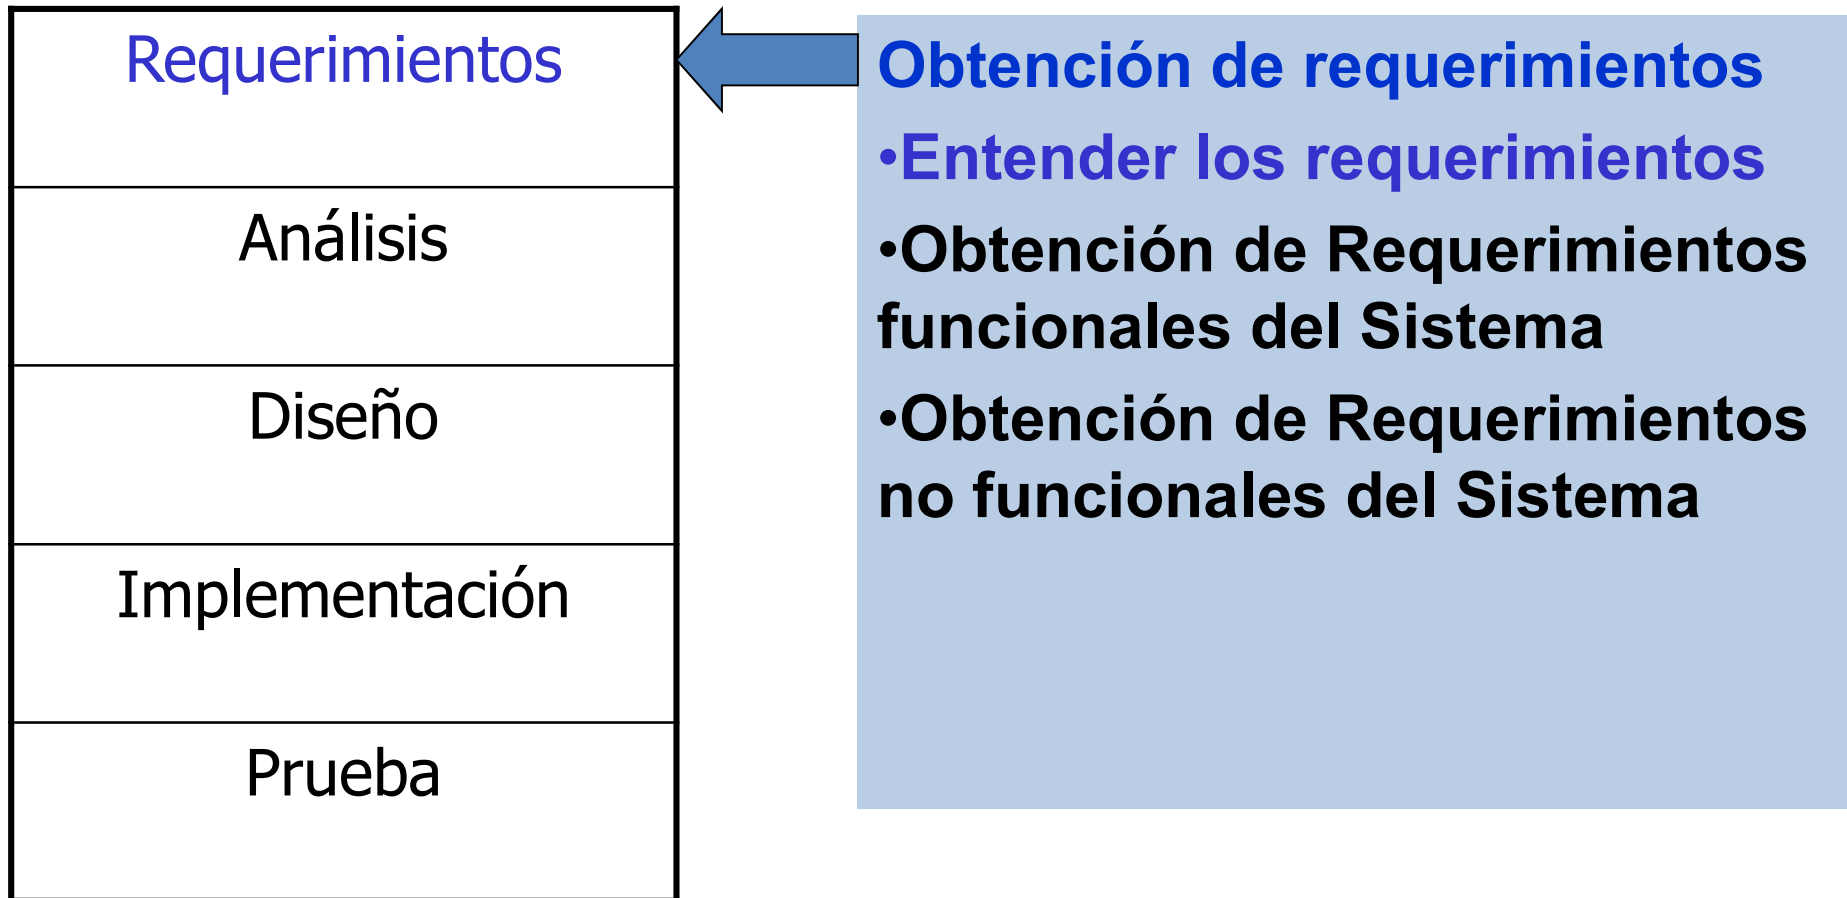 Requerimientos
Análisis
Diseño
Implementación
Prueba
Obtención de requerimientos
•Entender los requerimientos
•Obtención de Requerimientos
funcionales del Sistema
•Obtención de Requerimientos
no funcionales del Sistema